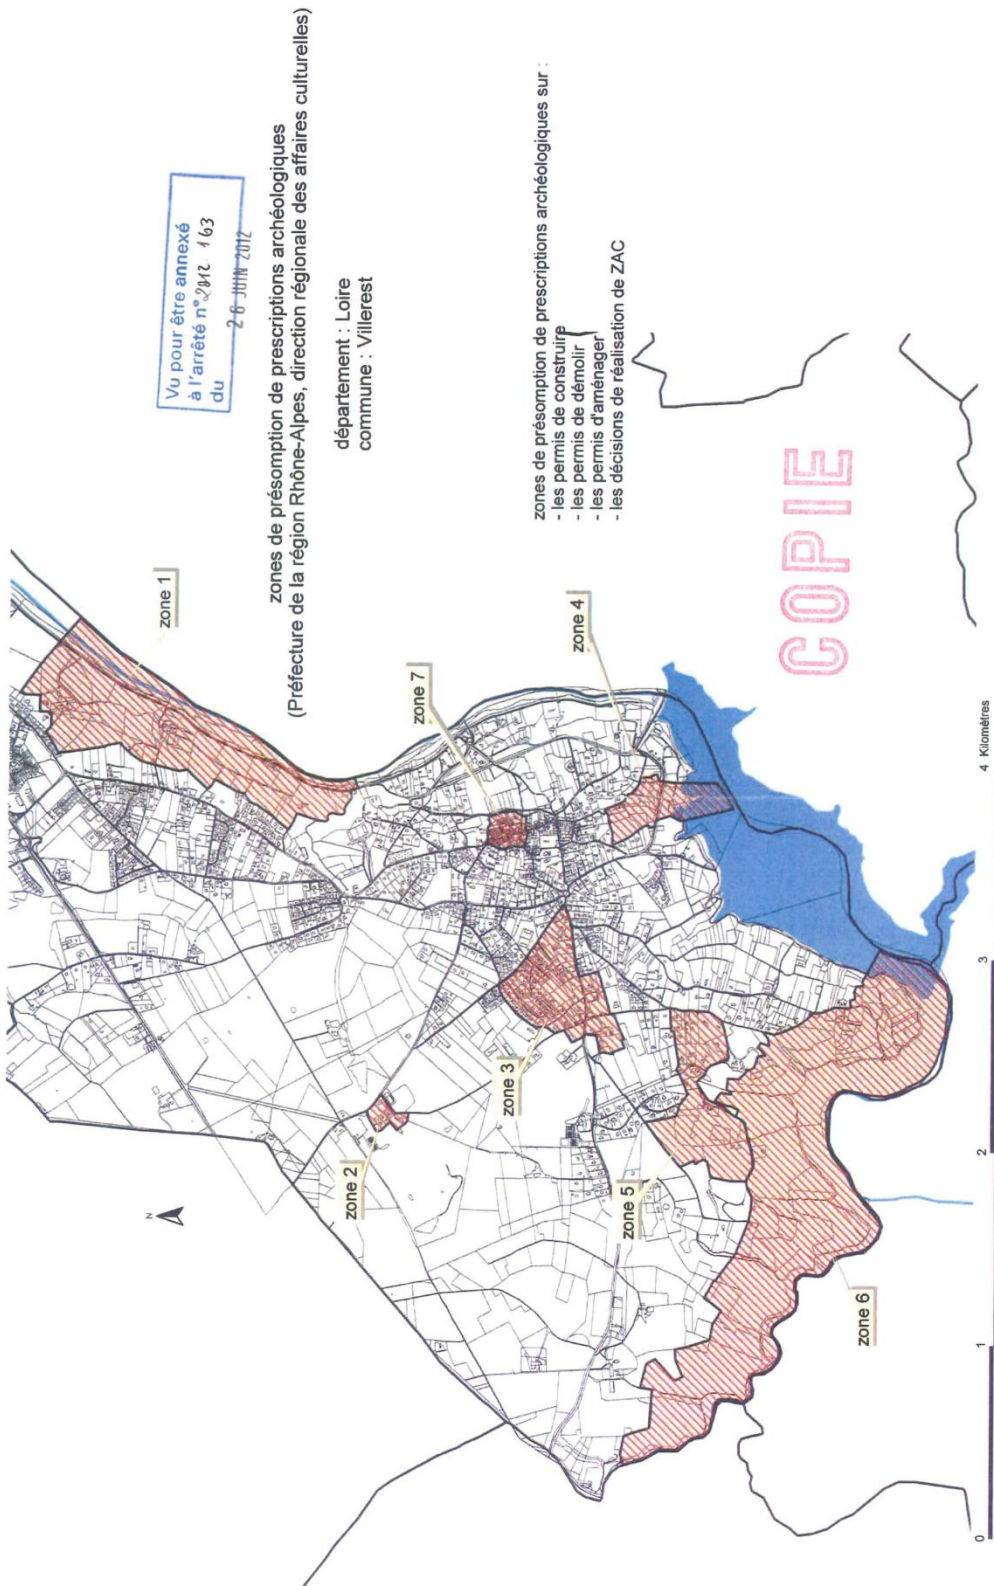 Vu pour être annexé
à l'arrêté n° 2012 163
du 26 JUIN 2012
zones de présomption de prescriptions archéologiques
(Préfecture de la région Rhône-Alpes, direction régionale des affaires culturelles)
département : Loire
commune : Villerest
zones de présomption de prescriptions archéologiques sur :
- les permis de construire
- les permis de démolir
- les permis d'aménager
- les décisions de réalisation de ZAC
COPIE
N
zone 1
zone 7
zone 4
zone 2
zone 3
zone 5
zone 6
0
1
2
3
4 Kilomètres